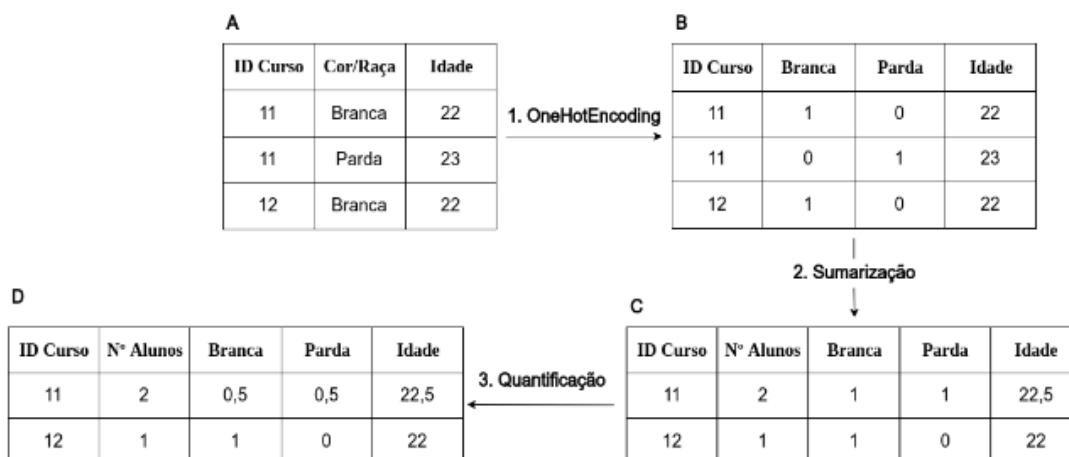 A
ID Curso Cor/Raça Idade
11 Branca 22
11 Parda 23
12 Branca 22
1. OneHotEncoding
B
ID Curso Branca Parda Idade
11 1 0 22
11 0 1 23
12 1 0 22
2. Sumarização
C
ID Curso Nº Alunos Branca Parda Idade
11 2 1 1 22,5
12 1 1 0 22
3. Quantificação
D
ID Curso Nº Alunos Branca Parda Idade
11 2 0,5 0,5 22,5
12 1 1 0 22